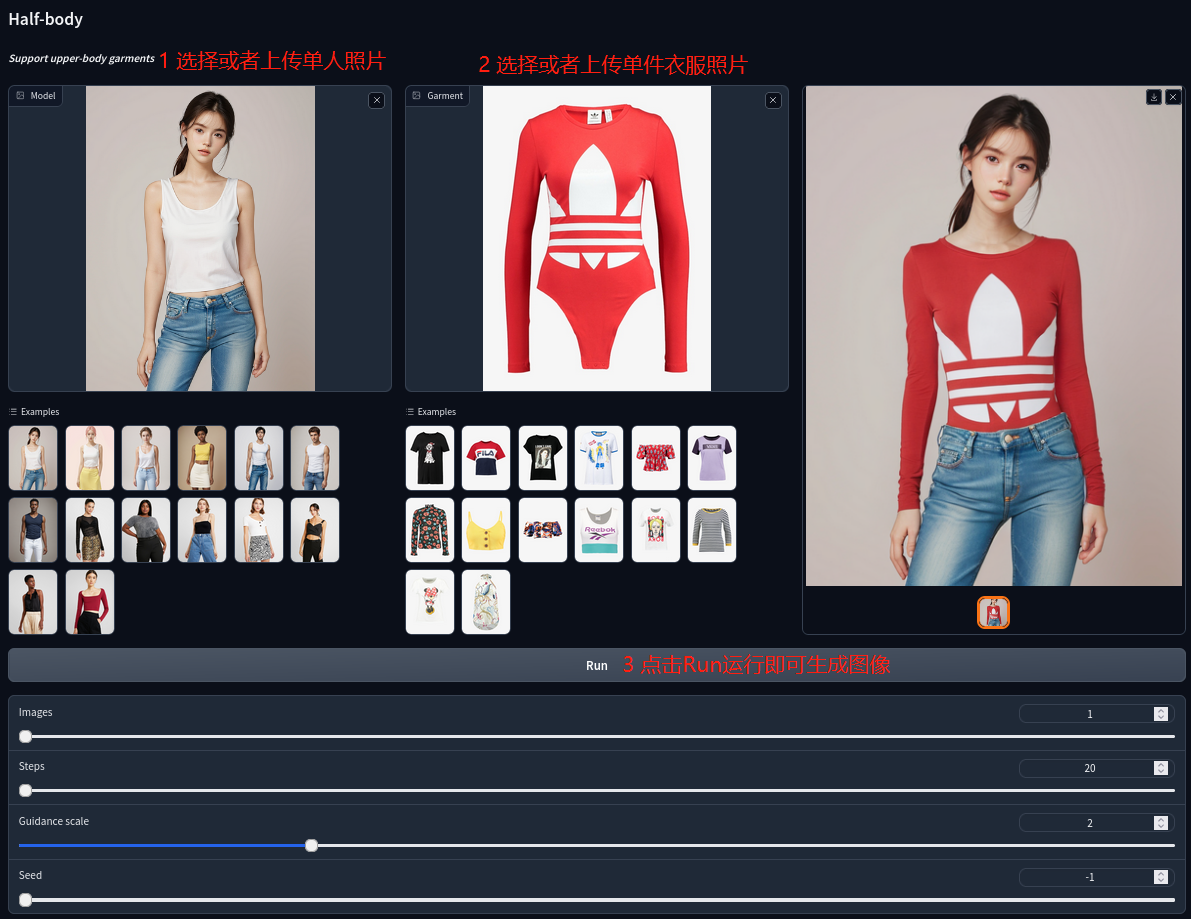 Half-body
Support upper-body garments 1 选择或者上传单人照片
2 选择或者上传单件衣服照片
Model
Garment
Examples
Examples
FILA
Reebok
Run 3 点击Run运行即可生成图像
Images
1
Steps
20
Guidance scale
2
Seed
-1